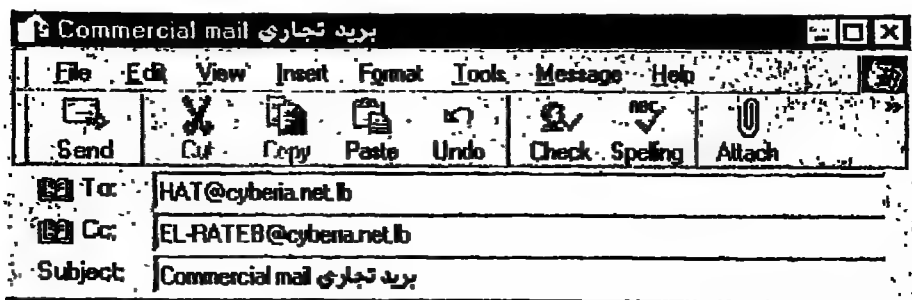 Commercial mail بريد تجاري
File Edit View Insert Format Tools Message Help
Send Cut Copy Paste Undo Check Spelling Attach
To: HAT@cyberia.net.lb
Cc: EL-RATEB@cyberia.net.lb
Subject: Commercial mail بريد تجاري